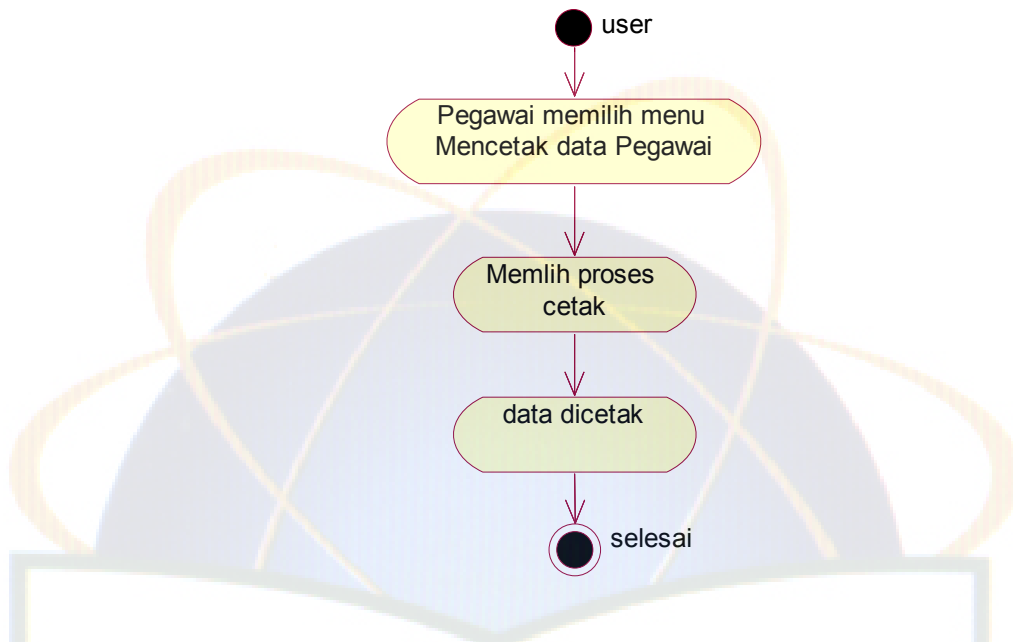 user
Pegawai memilih menu
Mencetak data Pegawai
Memlih proses
cetak
data dicetak
selesai